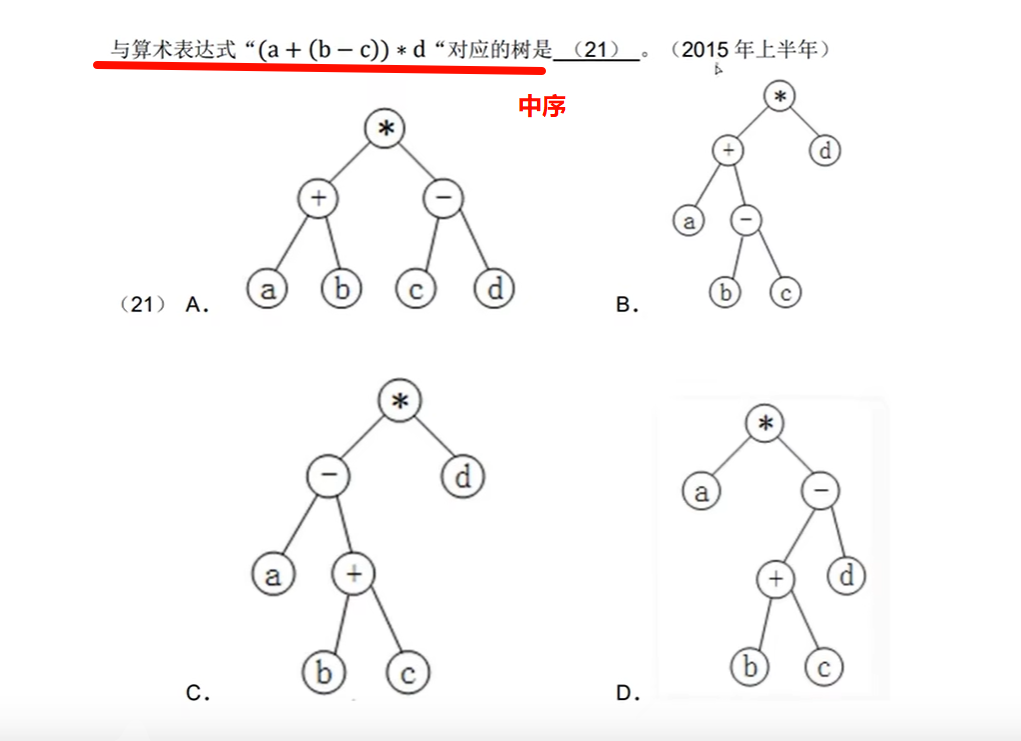 与算术表达式“(a + (b − c)) ∗ d “对应的树是 （21） 。（2015 年上半年）
中序
*
+ −
a b c d
（21） A.
*
+ d
a −
b c
B.
*
− d
a +
b c
C.
*
a −
+ d
b c
D.